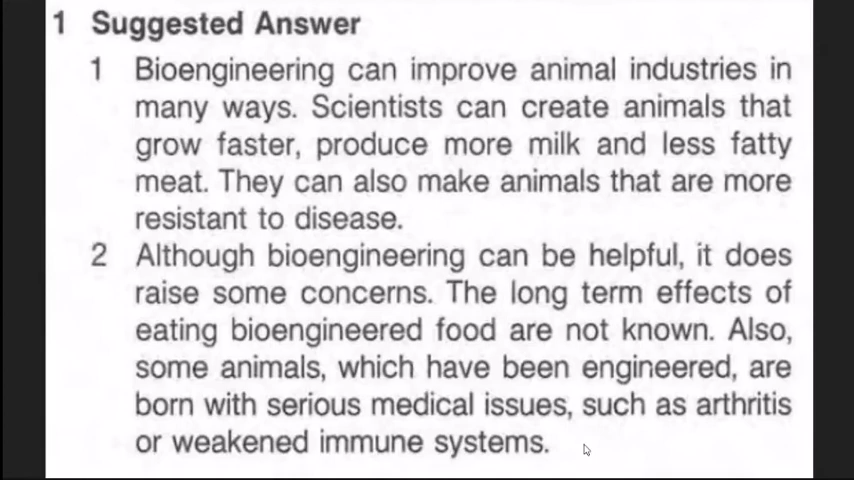 1 Suggested Answer
1 Bioengineering can improve animal industries in
many ways. Scientists can create animals that
grow faster, produce more milk and less fatty
meat. They can also make animals that are more
resistant to disease.
2 Although bioengineering can be helpful, it does
raise some concerns. The long term effects of
eating bioengineered food are not known. Also,
some animals, which have been engineered, are
born with serious medical issues, such as arthritis
or weakened immune systems.